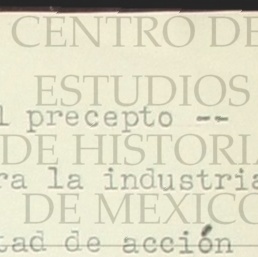 CENTRO DE
ESTUDIOS
l precepto --
DE HISTORIA
ra la industria
DE MEXICO
tad de acción